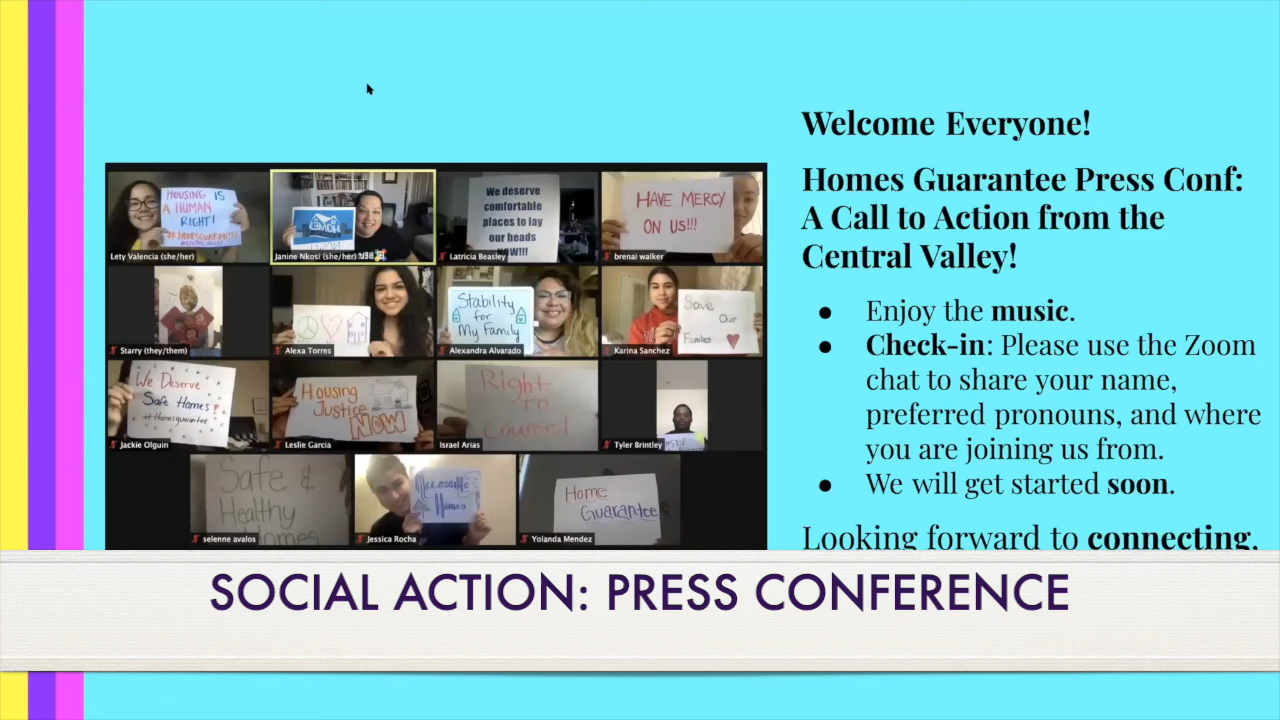 Welcome Everyone!
Homes Guarantee Press Conf:
A Call to Action from the
Central Valley!
● Enjoy the music.
● Check-in: Please use the Zoom
chat to share your name,
preferred pronouns, and where
you are joining us from.
● We will get started soon.
Looking forward to connecting,
HOUSING IS
A HUMAN
RIGHT!
Lety Valencia (she/her)
HOME
Janine Nkosi (she/her)
We deserve
comfortable
places to lay
our heads
NOW!!!
Latricia Beasley
HAVE MERCY
ON US!!!
brenai walker
Starry (they/them)
Alexa Torres
Stability
for
My Family
Alexandra Alvarado
Save
Our
Families
Karina Sanchez
We Deserve
Safe Homes!
#Homesguarantee
Jackie Olguin
Housing
Justice
NOW
Leslie Garcia
Right
To
Counsel
Israel Arias
#STOP
Tyler Brintley
Safe &
Healthy
Homes
selenne avalos
Accessible
Homes
Jessica Rocha
Home
Guarantee
Yolanda Mendez
SOCIAL ACTION: PRESS CONFERENCE